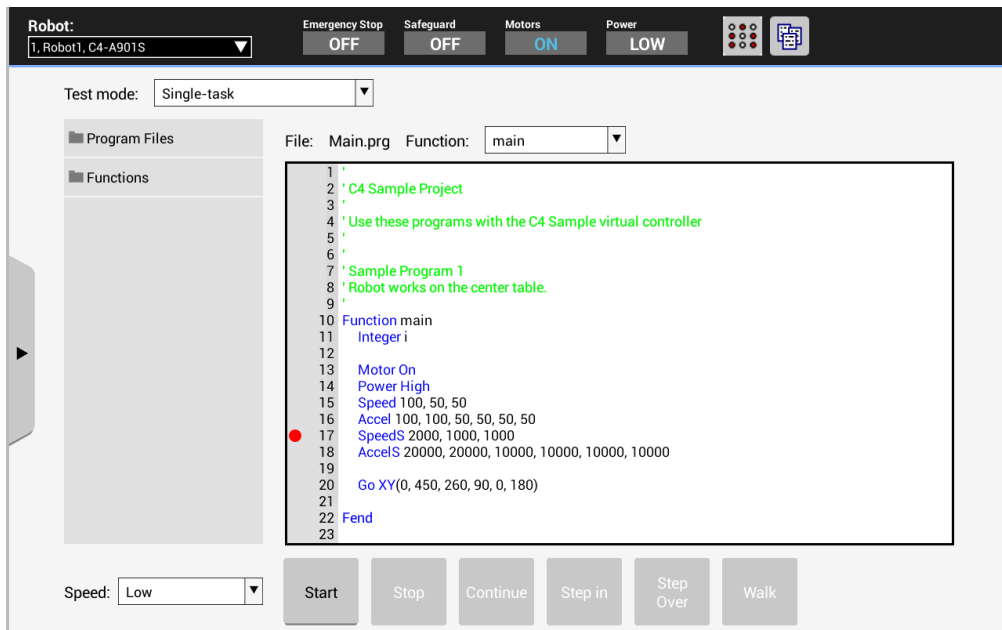 Robot:
1, Robot1, C4-A901S
Emergency Stop
OFF
Safeguard
OFF
Motors
ON
Power
LOW
Test mode: Single-task
Program Files
Functions
File: Main.prg Function: main
1 '
2 ' C4 Sample Project
3 '
4 ' Use these programs with the C4 Sample virtual controller
5 '
6 '
7 ' Sample Program 1
8 ' Robot works on the center table.
9 '
10 Function main
11 Integer i
12
13 Motor On
14 Power High
15 Speed 100, 50, 50
16 Accel 100, 100, 50, 50, 50, 50
17 SpeedS 2000, 1000, 1000
18 AccelS 20000, 20000, 10000, 10000, 10000, 10000
19
20 Go XY(0, 450, 260, 90, 0, 180)
21
22 Fend
23
Speed: Low
Start
Stop
Continue
Step in
Step
Over
Walk